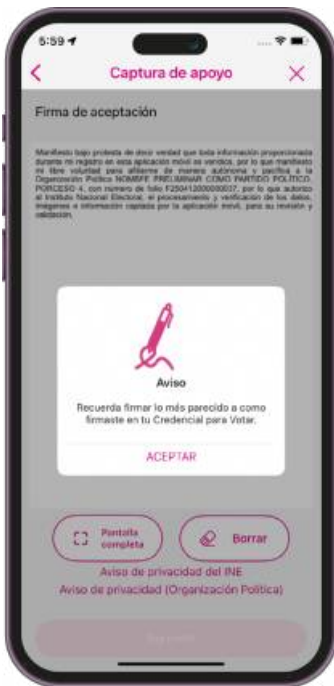 5:59
Captura de apoyo
Firma de aceptación
Manifiesto bajo protesta de decir verdad que toda información proporcionada
durante mi registro en esta aplicación móvil es verídica, por lo que manifiesto
mi libre voluntad para afiliarme de manera autónoma y pacífica a la
Organización Política NOMBRE PRELIMINAR COMO PARTIDO POLÍTICO.
PORCESO 4, con número de folio por lo que autorizo
al Instituto Nacional Electoral, el procesamiento y verificación de los datos,
imágenes e información captada por la aplicación móvil, para su revisión y
validación.
Aviso
Recuerda firmar lo más parecido a como
firmaste en tu Credencial para Votar.
ACEPTAR
Pantalla
completa
Borrar
Aviso de privacidad del INE
Aviso de privacidad (Organización Política)